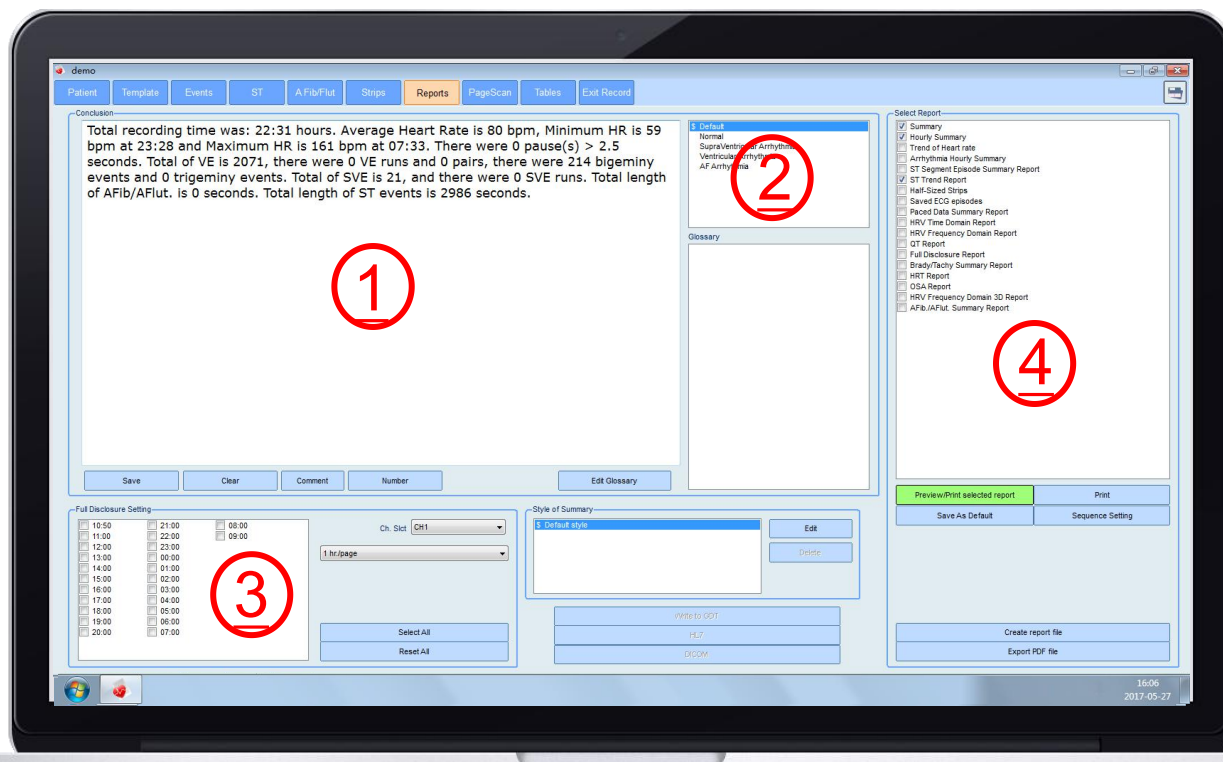 demo
Patient
Template
Events
ST
A Fib/Flut
Strips
Reports
PageScan
Tables
Exit Record
Conclusion
Total recording time was: 22:31 hours. Average Heart Rate is 80 bpm, Minimum HR is 59
bpm at 23:28 and Maximum HR is 161 bpm at 07:33. There were 0 pause(s) > 2.5
seconds. Total of VE is 2071, there were 0 VE runs and 0 pairs, there were 214 bigeminy
events and 0 trigeminy events. Total of SVE is 21, and there were 0 SVE runs. Total length
of AFib/AFlut. is 0 seconds. Total length of ST events is 2986 seconds.
1
Save
Clear
Comment
Number
Edit Glossary
$ Default
Normal
SupraVentricular Arrhythmia
Ventricular Arrhythmia
AF Arrhythmia
2
Glossary
Select Report
Summary
Hourly Summary
Trend of Heart rate
Arrhythmia Hourly Summary
ST Segment Episode Summary Report
ST Trend Report
Half-Sized Strips
Saved ECG episodes
Paced Data Summary Report
HRV Time Domain Report
HRV Frequency Domain Report
QT Report
Full Disclosure Report
Brady/Tachy Summary Report
HRT Report
OSA Report
HRV Frequency Domain 3D Report
AFib./AFlut. Summary Report
4
Preview/Print selected report
Print
Save As Default
Sequence Setting
Create report file
Export PDF file
Full Disclosure Setting
10:50 21:00 08:00
11:00 22:00 09:00
12:00 23:00
13:00 00:00
14:00 01:00
15:00 02:00
16:00 03:00
17:00 04:00
18:00 05:00
19:00 06:00
20:00 07:00
3
Ch. Slct CH1
1 hr./page
Select All
Reset All
Style of Summary
$ Default style
Edit
Delete
Write to GDT
HL7
DICOM
16:06
2017-05-27